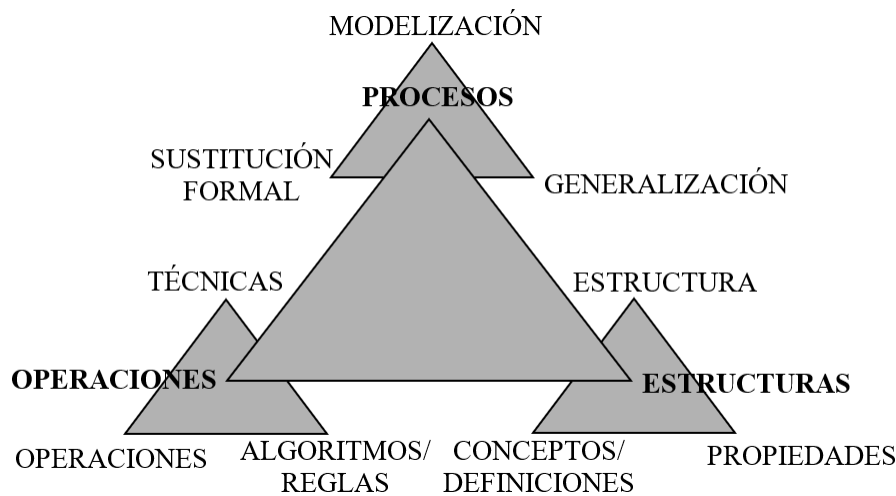 MODELIZACIÓN
PROCESOS
SUSTITUCIÓN
FORMAL
GENERALIZACIÓN
TÉCNICAS
ESTRUCTURA
OPERACIONES
ESTRUCTURAS
OPERACIONES
ALGORITMOS/
REGLAS
CONCEPTOS/
DEFINICIONES
PROPIEDADES